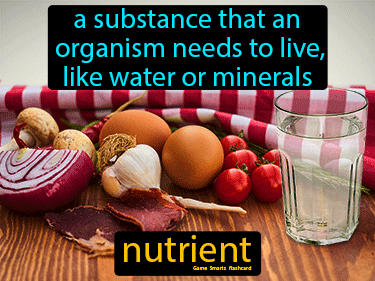 a substance that an
organism needs to live,
like water or minerals
nutrient
Game Smartz flashcard